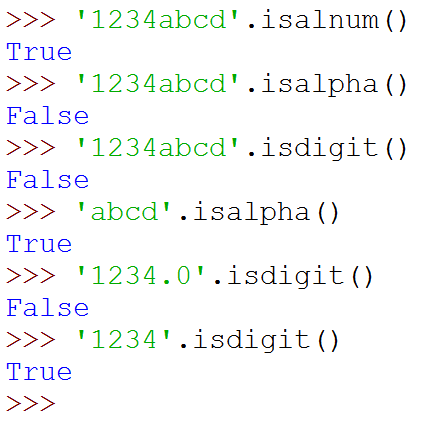 >>> '1234abcd'.isalnum()
True
>>> '1234abcd'.isalpha()
False
>>> '1234abcd'.isdigit()
False
>>> 'abcd'.isalpha()
True
>>> '1234.0'.isdigit()
False
>>> '1234'.isdigit()
True
>>>